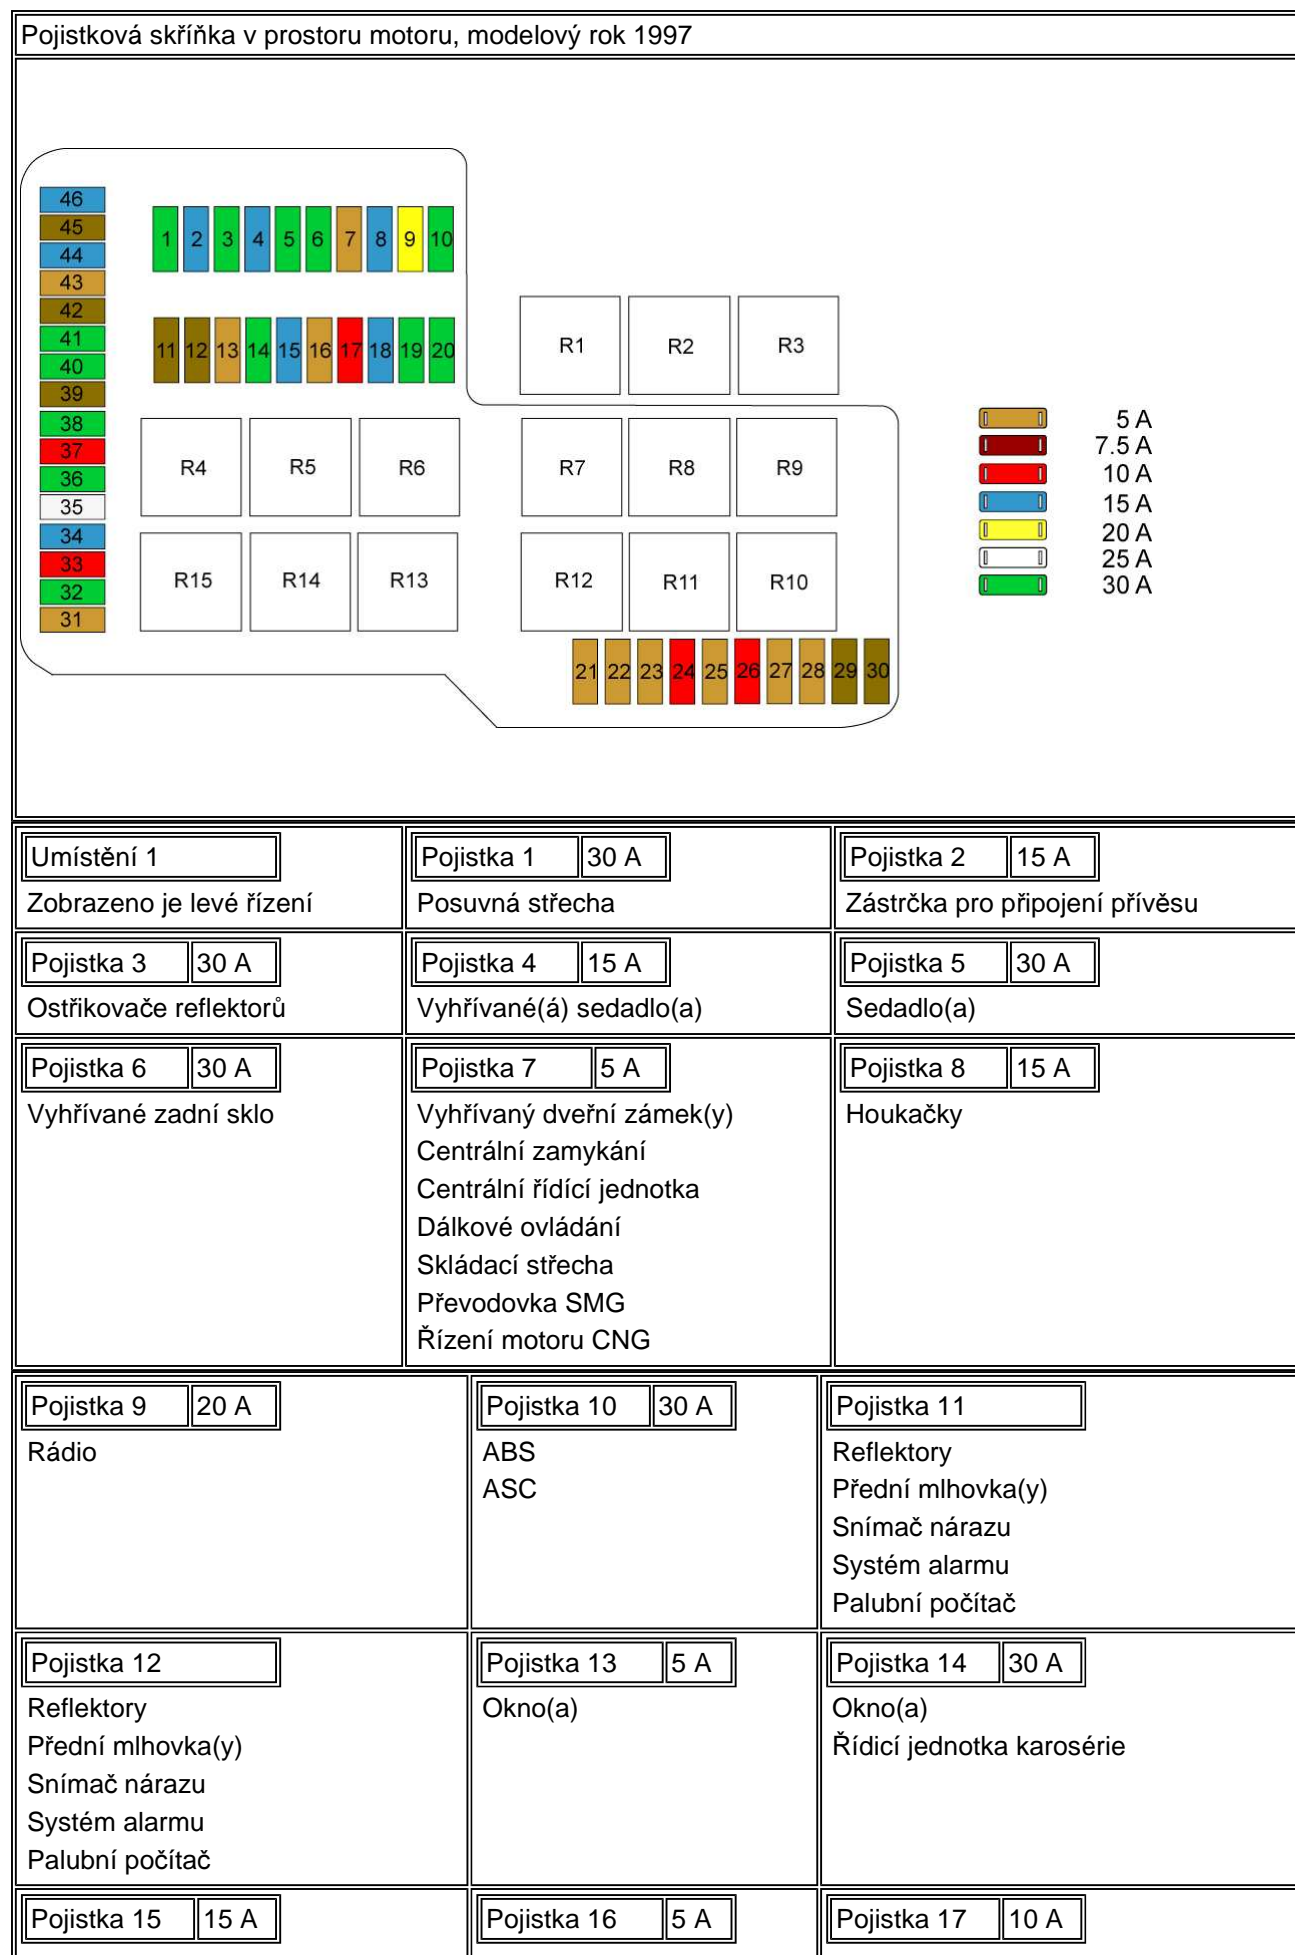 Pojistková skříňka v prostoru motoru, modelový rok 1997
46
45
44
43
42
41
40
39
38
37
36
35
34
33
32
31
1 2 3 4 5 6 7 8 9 10
11 12 13 14 15 16 17 18 19 20
R1 R2 R3
R4 R5 R6 R7 R8 R9
R15 R14 R13 R12 R11 R10
21 22 23 24 25 26 27 28 29 30
5 A
7.5 A
10 A
15 A
20 A
25 A
30 A
Umístění 1
Zobrazeno je levé řízení
Pojistka 1 30 A
Posuvná střecha
Pojistka 2 15 A
Zástrčka pro připojení přívěsu
Pojistka 3 30 A
Ostřikovače reflektorů
Pojistka 4 15 A
Vyhřívané(á) sedadlo(a)
Pojistka 5 30 A
Sedadlo(a)
Pojistka 6 30 A
Vyhřívané zadní sklo
Pojistka 7 5 A
Vyhřívaný dveřní zámek(y)
Centrální zamykání
Centrální řídící jednotka
Dálkové ovládání
Skládací střecha
Převodovka SMG
Řízení motoru CNG
Pojistka 8 15 A
Houkačky
Pojistka 9 20 A
Rádio
Pojistka 10 30 A
ABS
ASC
Pojistka 11
Reflektory
Přední mlhovka(y)
Snímač nárazu
Systém alarmu
Palubní počítač
Pojistka 12
Reflektory
Přední mlhovka(y)
Snímač nárazu
Systém alarmu
Palubní počítač
Pojistka 13 5 A
Okno(a)
Pojistka 14 30 A
Okno(a)
Řídicí jednotka karosérie
Pojistka 15 15 A
Pojistka 16 5 A
Pojistka 17 10 A